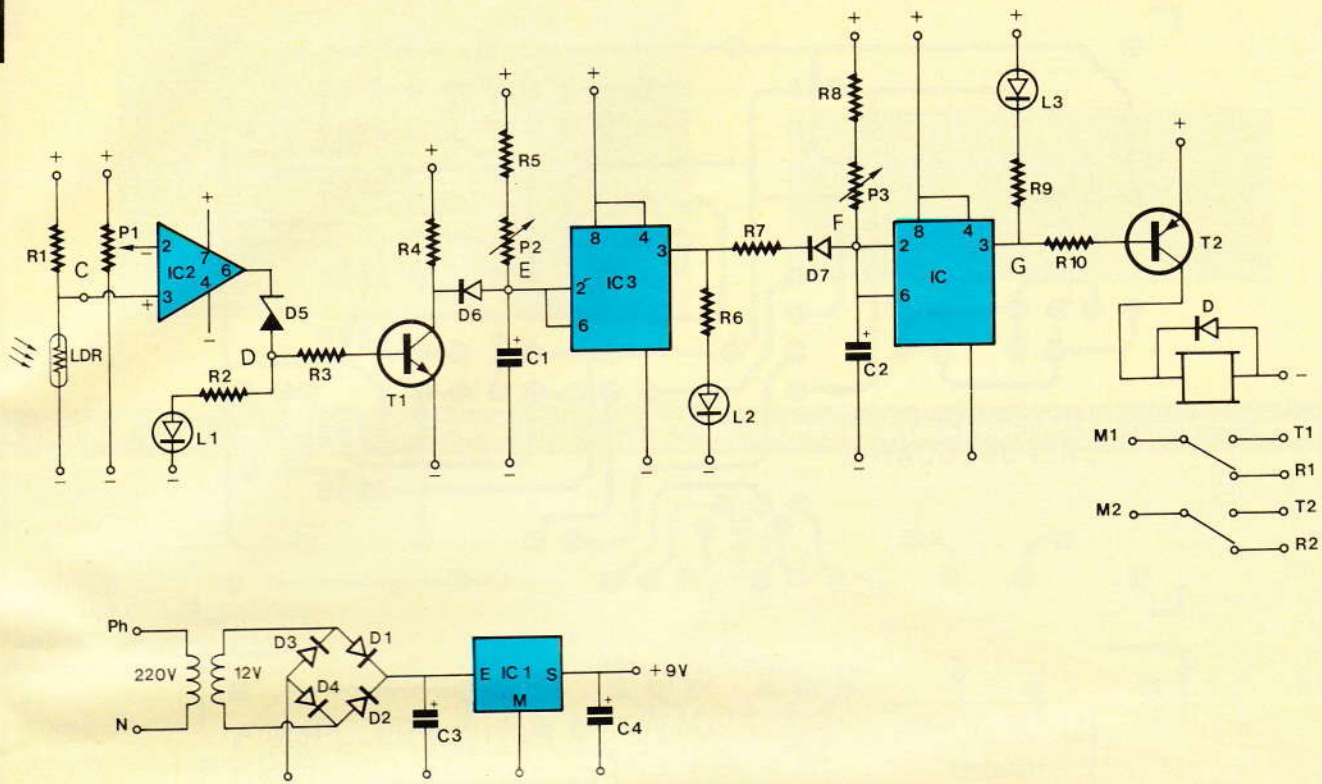 +
+
+
R8
L3
+
+
R5
+
+
+
+
P3
R9
R1
P1
2
7
6
R4
P2
8
4
F
8
4
T2
C
−
IC2
3
R7
2
3
G
R10
3
4
E
2
IC3
D7
IC
+
D5
D6
6
R6
6
D
−
+
+
−
LDR
D
R3
C1
C2
R2
T1
L2
M1
T1
L1
R1
−
−
−
−
−
−
−
−
M2
T2
R2
Ph
D3
D1
220V
12V
E
IC1
S
+9V
D4
M
N
D2
+
C3
+
C4